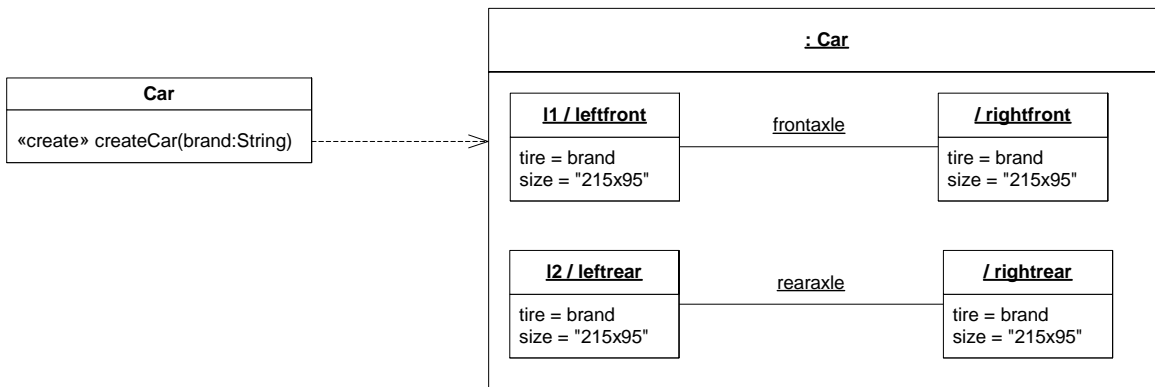 : Car
Car
«create» createCar(brand:String)
l1 / leftfront
tire = brand
size = "215x95"
frontaxle
/ rightfront
tire = brand
size = "215x95"
l2 / leftrear
tire = brand
size = "215x95"
rearaxle
/ rightrear
tire = brand
size = "215x95"